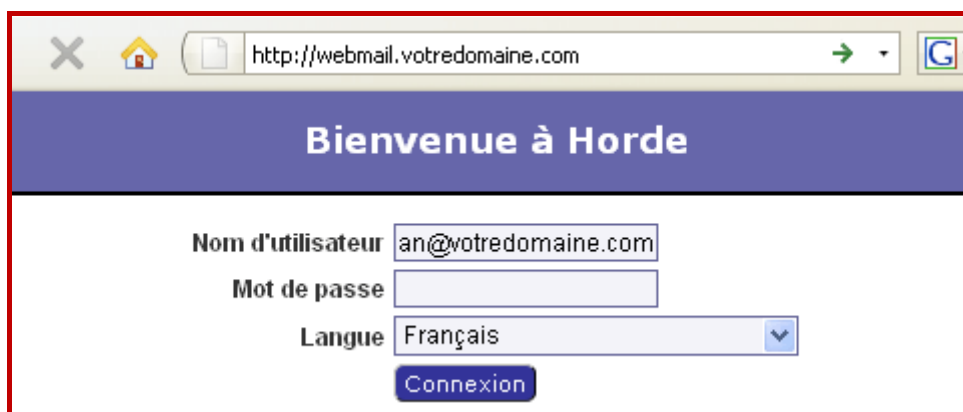 http://webmail.votredomaine.com
G
Bienvenue à Horde
Nom d'utilisateur an@votredomaine.com
Mot de passe
Langue Français
Connexion